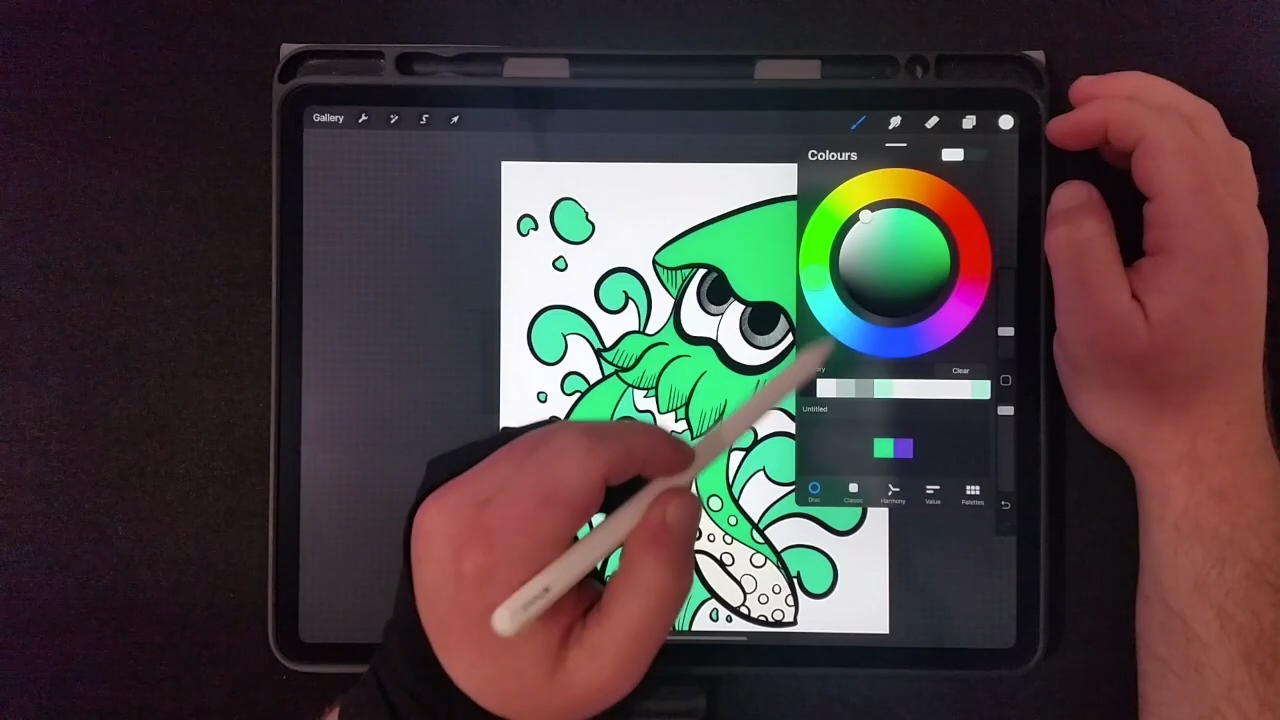 Gallery
Colours
Clear
Untitled
Disc
Classic
Harmony
Value
Palettes